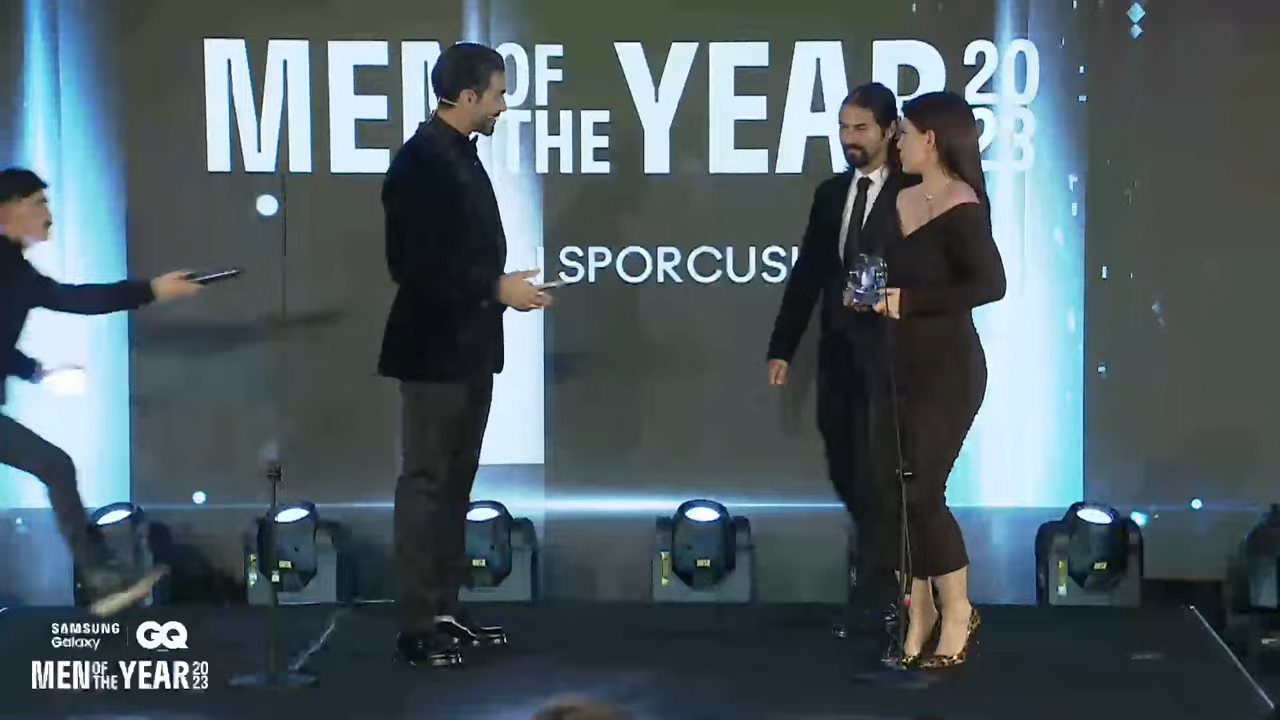 MEN OF THE YEAR 2023
SPORCUSU
SAMSUNG Galaxy
GQ
MEN OF THE YEAR 2023